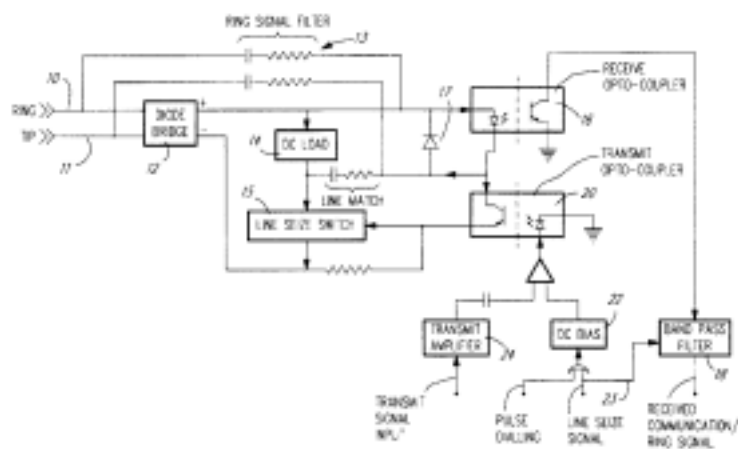 RING SIGNAL FILTER
13
10
RING
TIP
11
DIODE
BRIDGE
12
+
-
14
DC LOAD
17
RECEIVE
OPTO-COUPLER
16
TRANSMIT
OPTO-COUPLER
20
LINE MATCH
15
LINE SEIZE SWITCH
TRANSMIT
AMPLIFIER
24
22
DC BIAS
BAND PASS
FILTER
18
23
TRANSMIT
SIGNAL
INPUT
PULSE
DIALLING
LINE SEIZE
SIGNAL
RECEIVED
COMMUNICATION/
RING SIGNAL